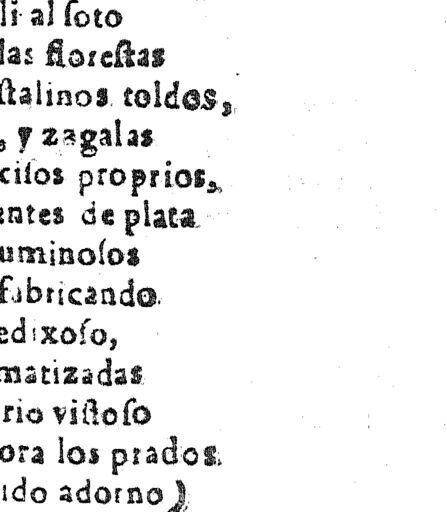 li al ſoto
las floreſtas
ſtalinos toldos,
, y zagalas
ciſos proprios,
ntes de plata
uminoſos
fabricando
edixoſo,
matizadas
rio viſtoſo
ora los prados
ido adorno)